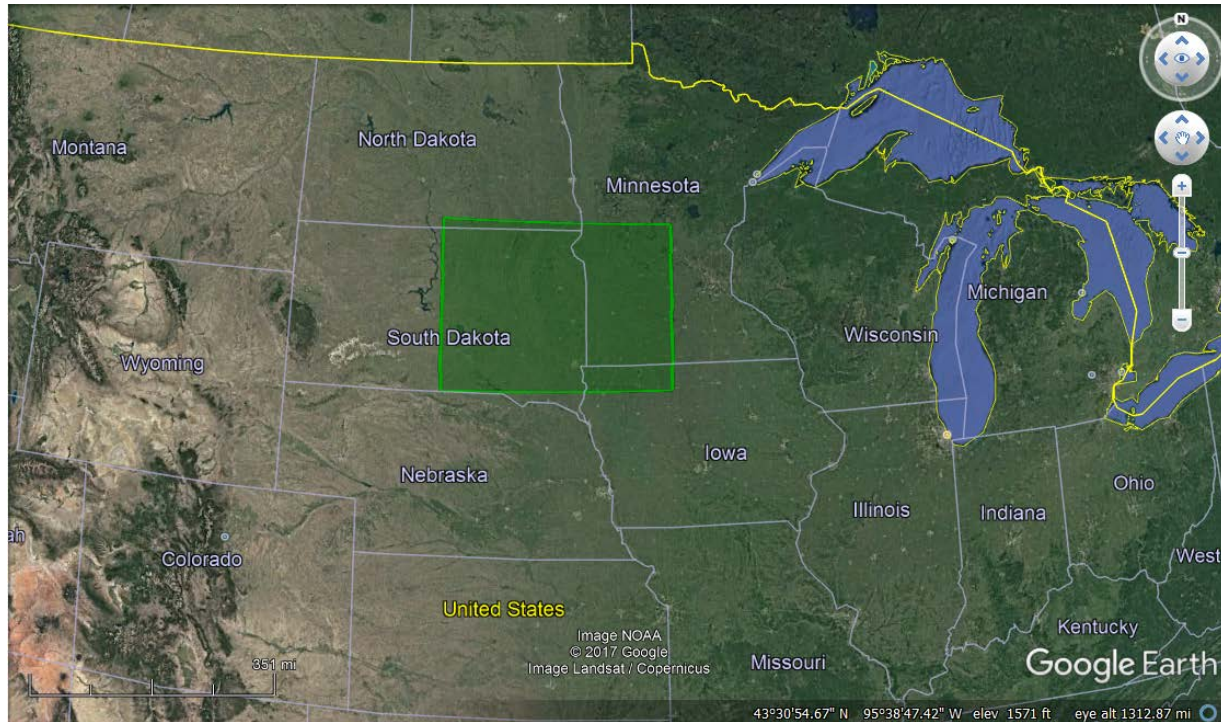 N
North Dakota
Montana
Minnesota
Michigan
South Dakota
Wisconsin
Wyoming
Iowa
Nebraska
Ohio
Illinois
Indiana
ah
Colorado
West
United States
Kentucky
Image NOAA
© 2017 Google
Image Landsat / Copernicus
Missouri
351 mi
Google Earth
43°30'54.67" N 95°38'47.42" W elev 1571 ft eye alt 1312.87 mi